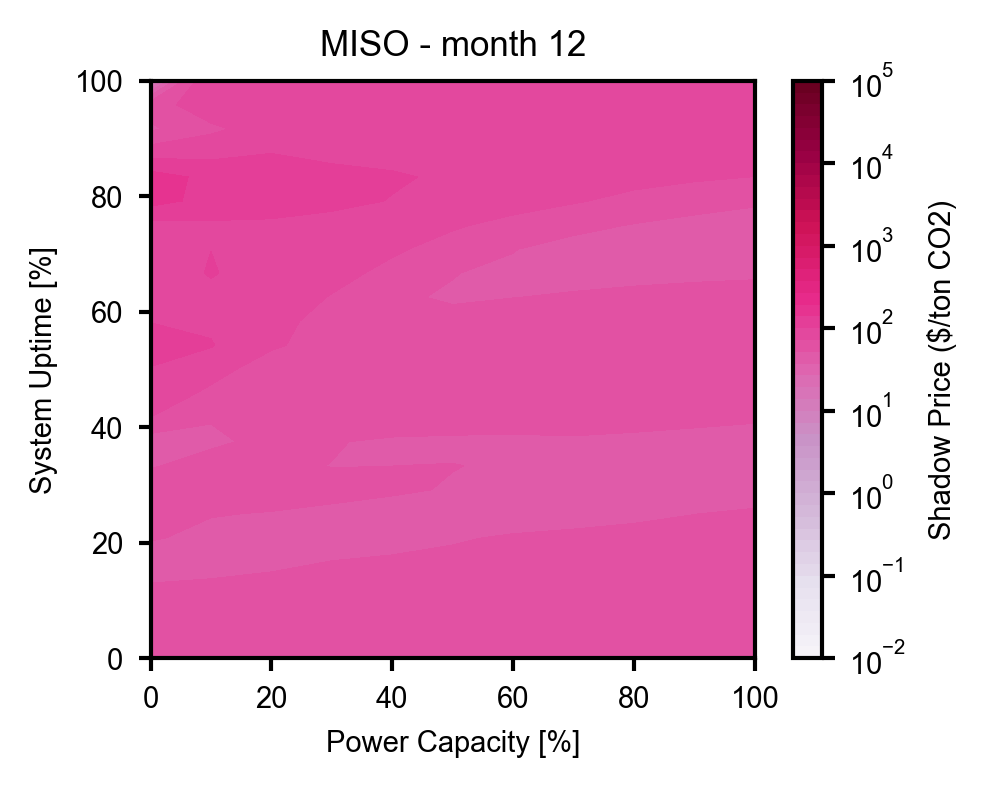 MISO - month 12
100
80
60
40
20
0
System Uptime [%]
0 20 40 60 80 100
Power Capacity [%]
10^5
10^4
10^3
10^2
10^1
10^0
10^−1
10^−2
Shadow Price ($/ton CO2)